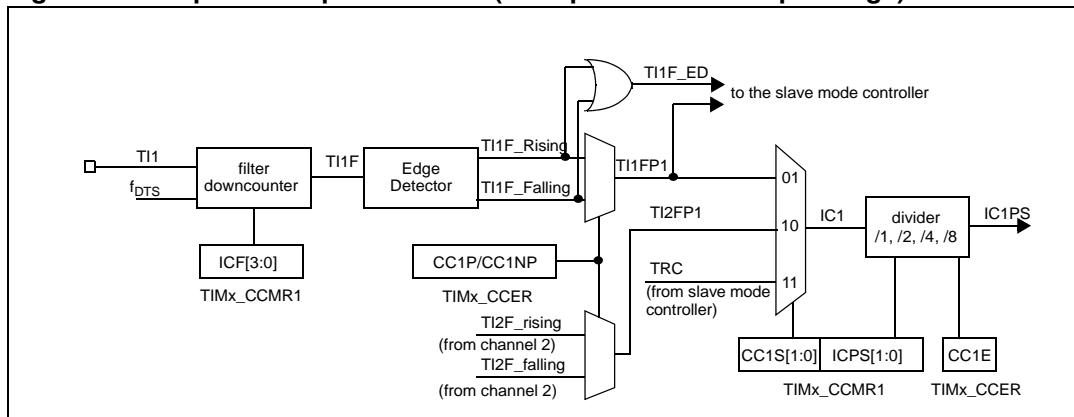 TI1F_ED
to the slave mode controller
TI1
TI1F
TI1F_Rising
filter
downcounter
Edge
Detector
TI1F_Falling
TI1FP1
01
fDTS
TI2FP1
10
IC1
divider
/1, /2, /4, /8
IC1PS
ICF[3:0]
TIMx_CCMR1
CC1P/CC1NP
TIMx_CCER
TRC
11
(from slave mode
controller)
TI2F_rising
(from channel 2)
TI2F_falling
(from channel 2)
CC1S[1:0]
ICPS[1:0]
CC1E
TIMx_CCMR1
TIMx_CCER